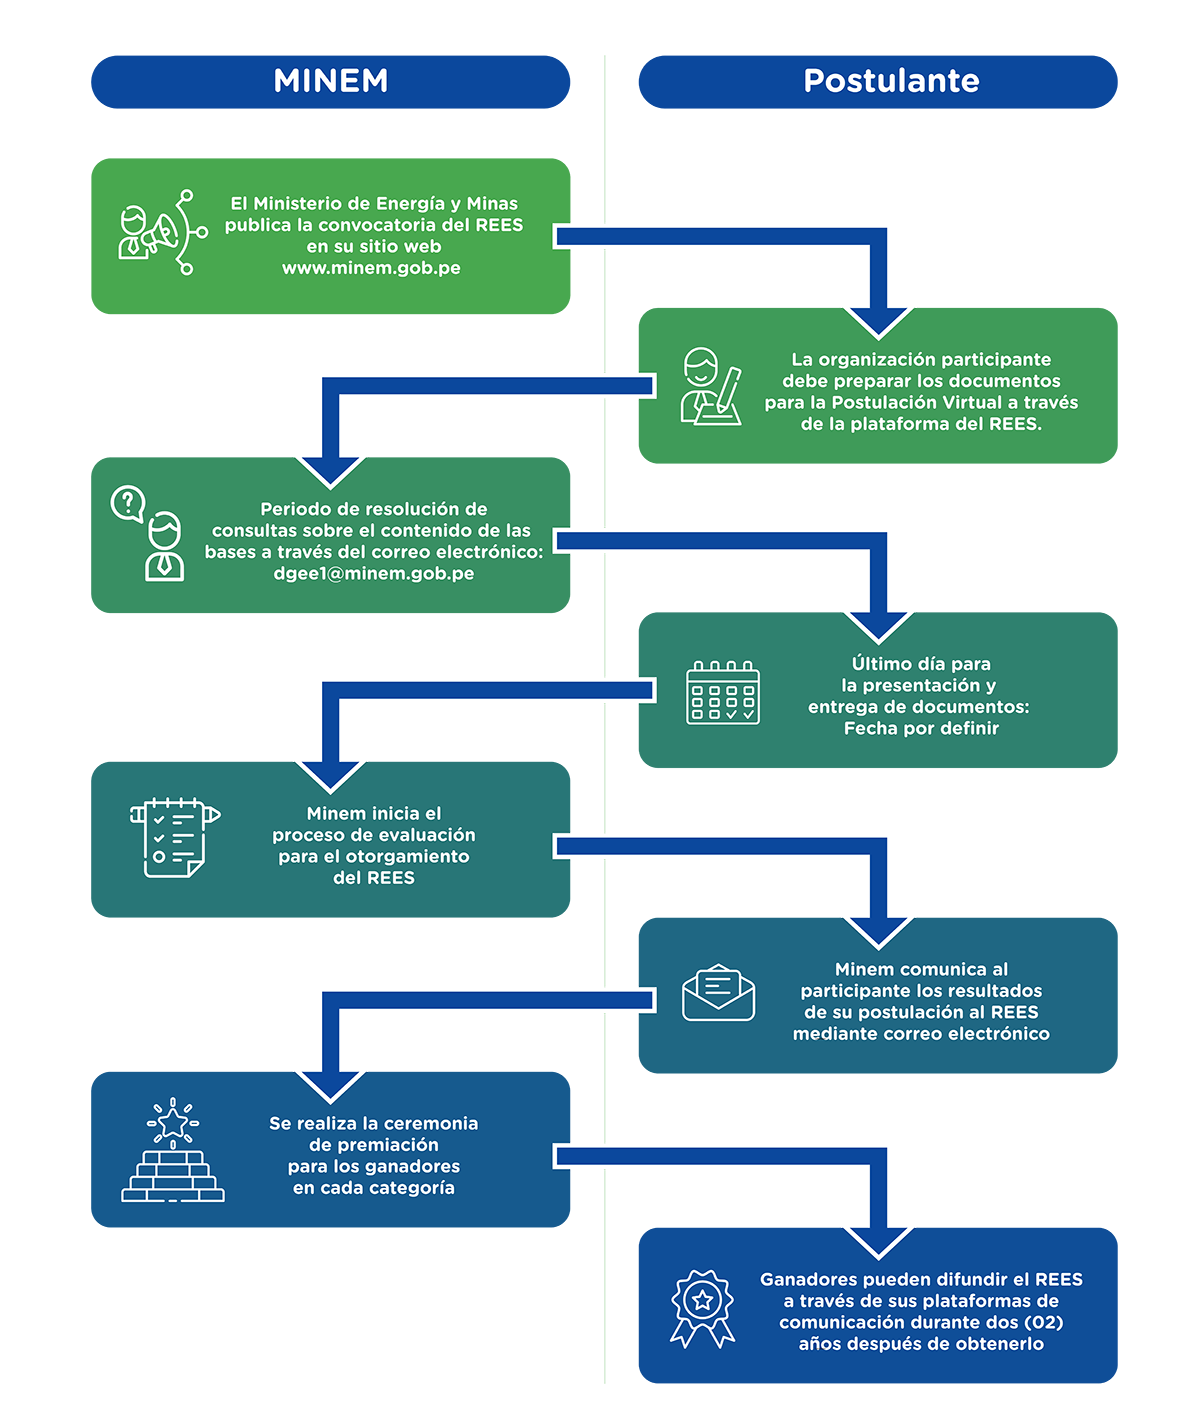 MINEM
Postulante
El Ministerio de Energía y Minas
publica la convocatoria del REES
en su sitio web
www.minem.gob.pe
La organización participante
debe preparar los documentos
para la Postulación Virtual a través
de la plataforma del REES.
?
Periodo de resolución de
consultas sobre el contenido de las
bases a través del correo electrónico:
dgee1@minem.gob.pe
Último día para
la presentación y
entrega de documentos:
Fecha por definir
Minem inicia el
proceso de evaluación
para el otorgamiento
del REES
Minem comunica al
participante los resultados
de su postulación al REES
mediante correo electrónico
Se realiza la ceremonia
de premiación
para los ganadores
en cada categoría
Ganadores pueden difundir el REES
a través de sus plataformas de
comunicación durante dos (02)
años después de obtenerlo